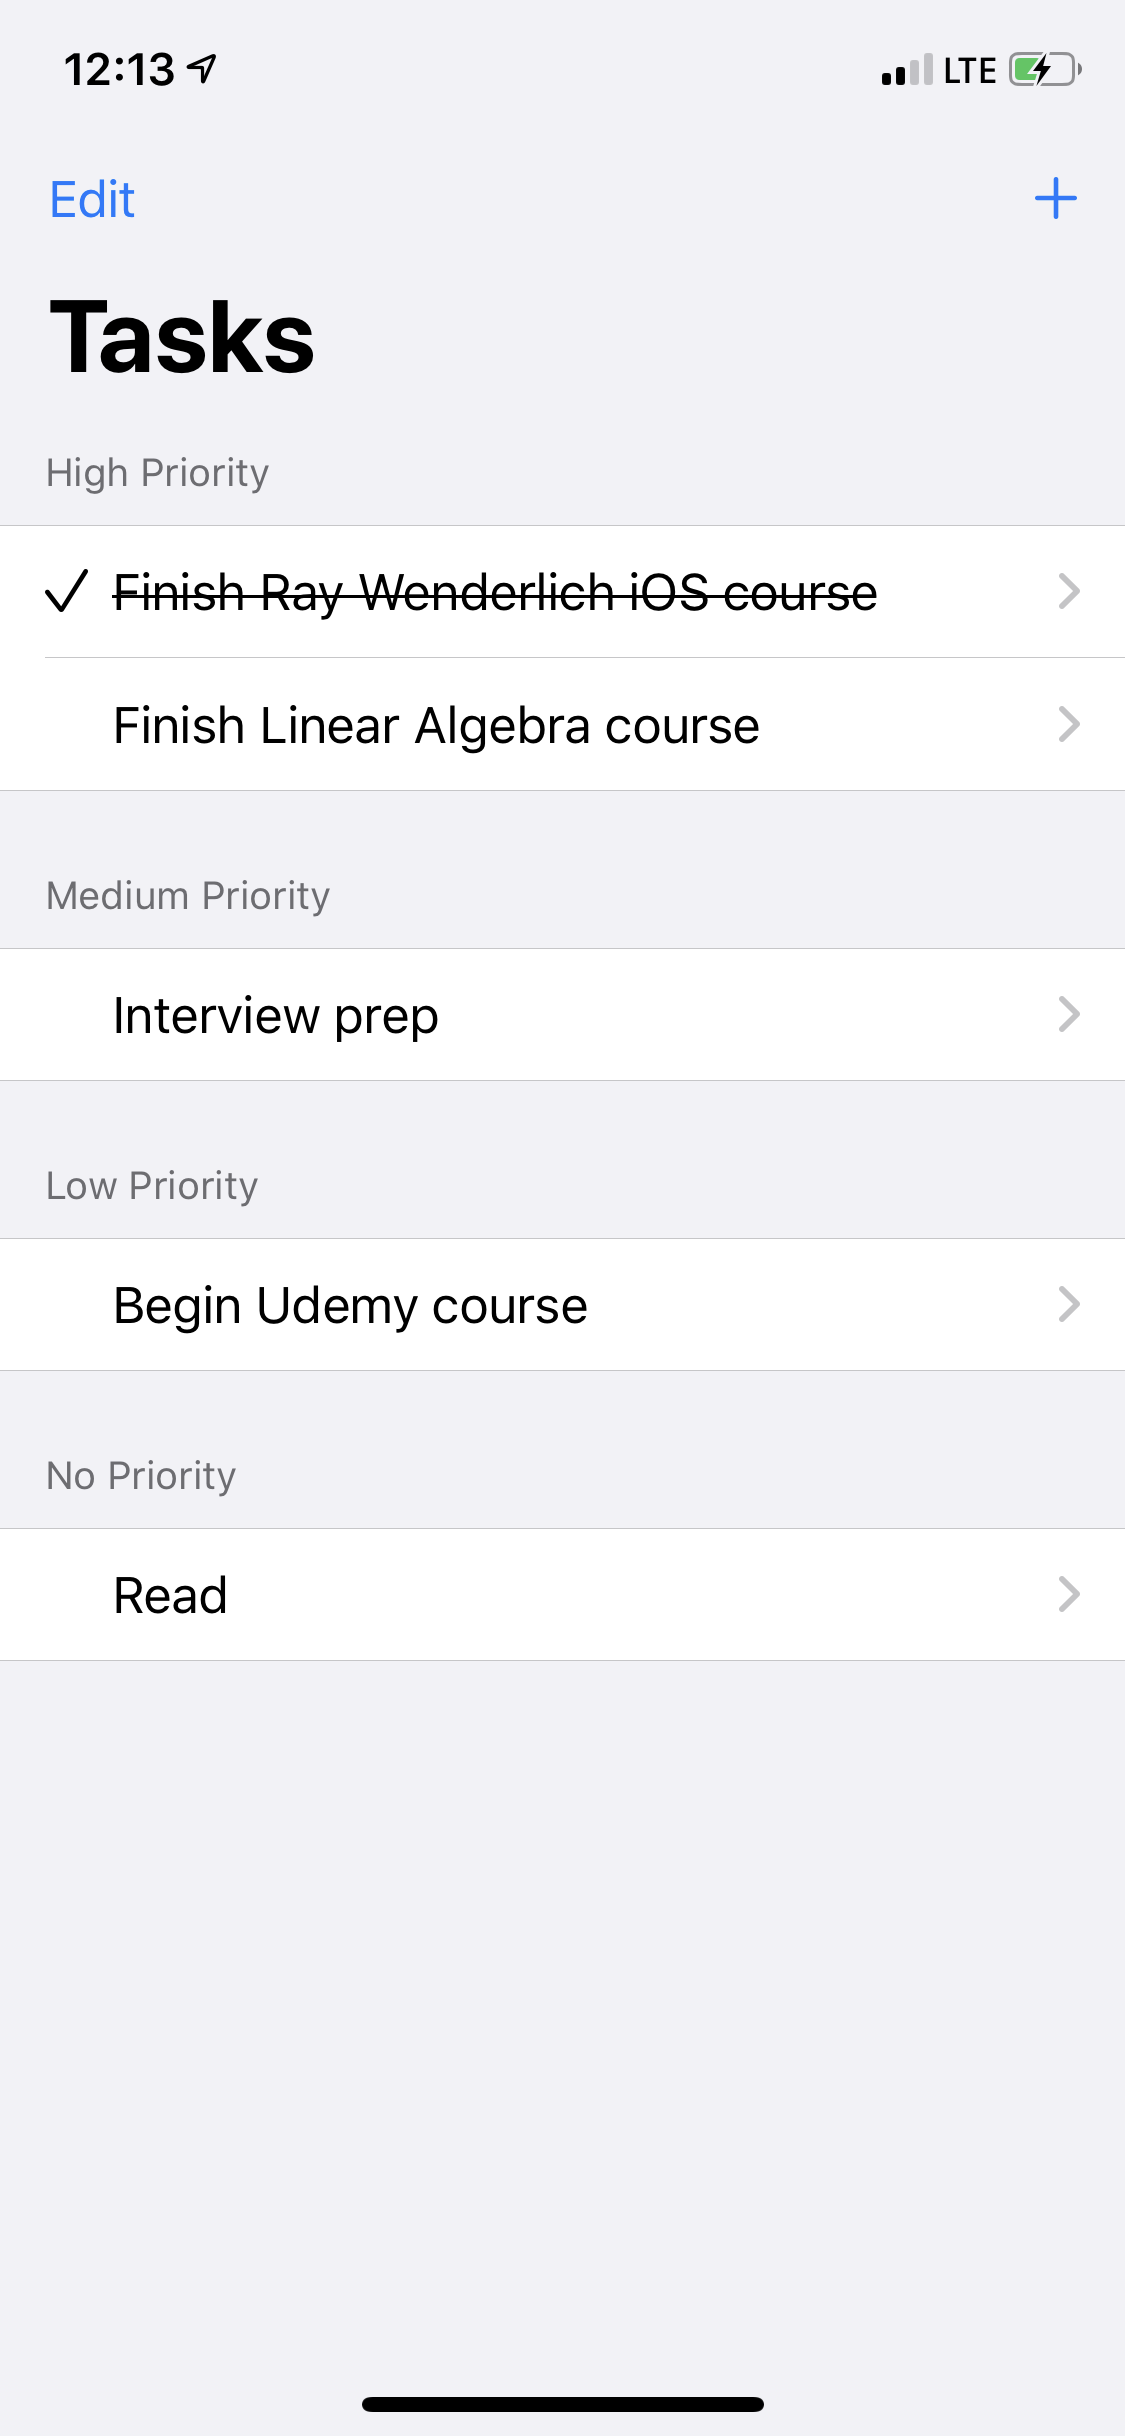 12:13
LTE
Edit
Tasks
High Priority
Finish Ray Wenderlich iOS course
Finish Linear Algebra course
Medium Priority
Interview prep
Low Priority
Begin Udemy course
No Priority
Read